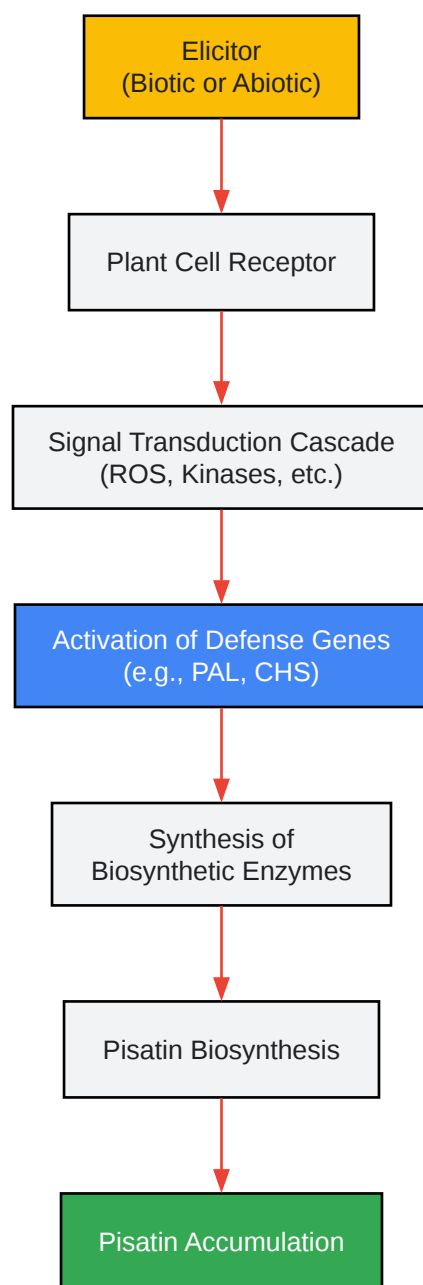 Elicitor
(Biotic or Abiotic)
Plant Cell Receptor
Signal Transduction Cascade
(ROS, Kinases, etc.)
Activation of Defense Genes
(e.g., PAL, CHS)
Synthesis of
Biosynthetic Enzymes
Pisatin Biosynthesis
Pisatin Accumulation